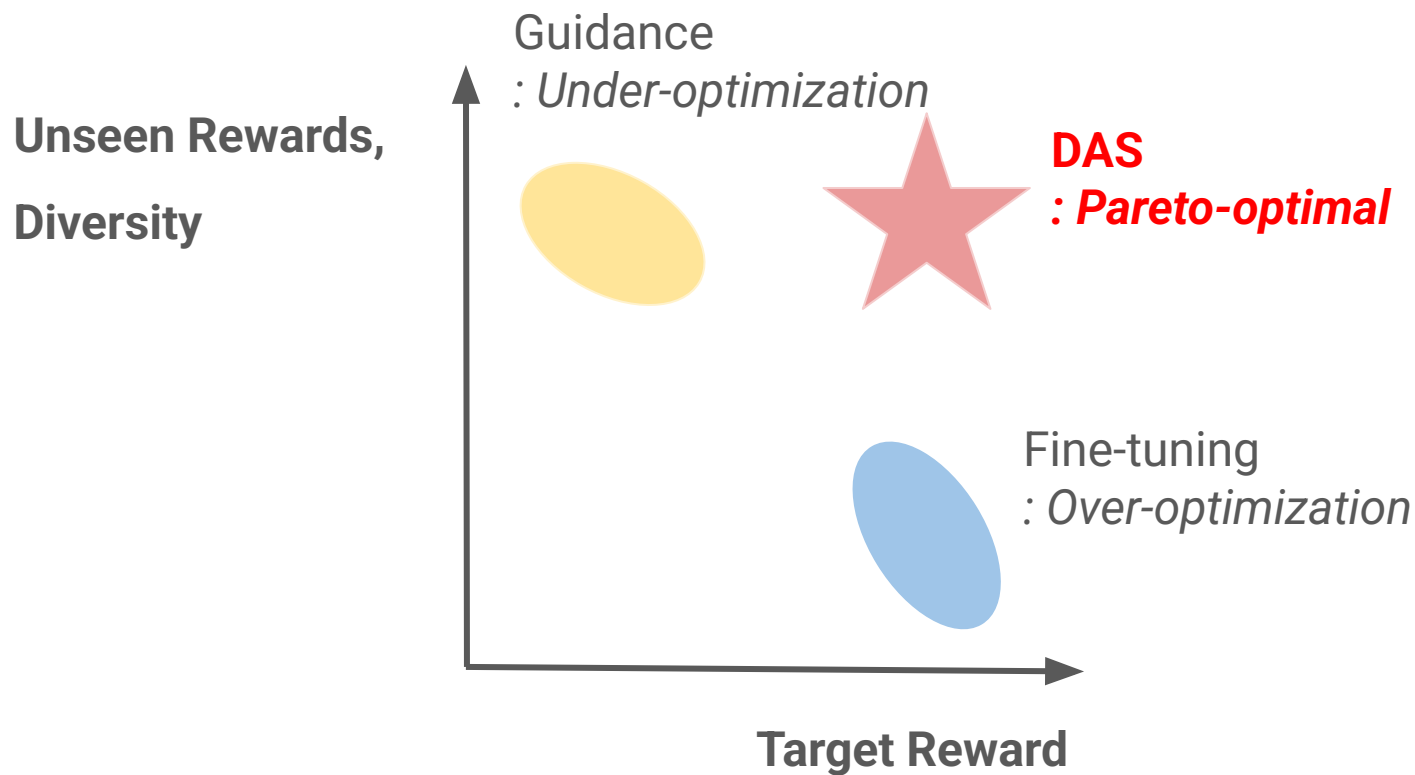 Guidance
: Under-optimization
Unseen Rewards,
Diversity
DAS
: Pareto-optimal
Fine-tuning
: Over-optimization
Target Reward